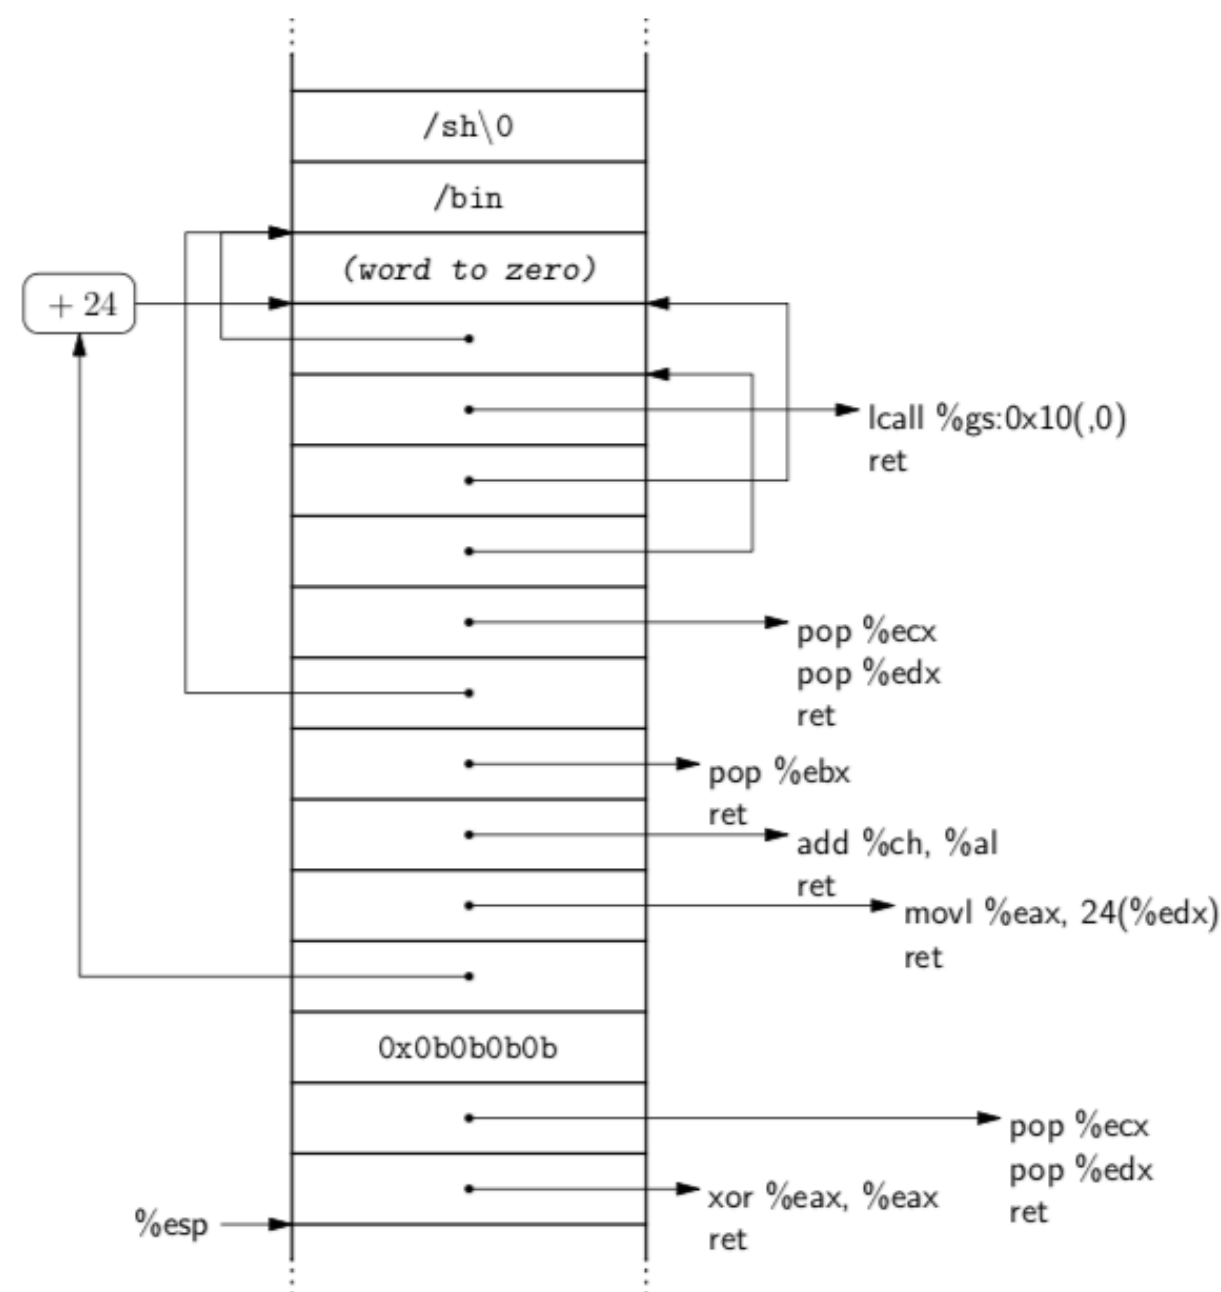 /sh\0
/bin
(word to zero)
+ 24
lcall %gs:0x10(,0)
ret
pop %ecx
pop %edx
ret
pop %ebx
ret
add %ch, %al
ret
movl %eax, 24(%edx)
ret
0x0b0b0b0b
pop %ecx
pop %edx
ret
xor %eax, %eax
ret
%esp